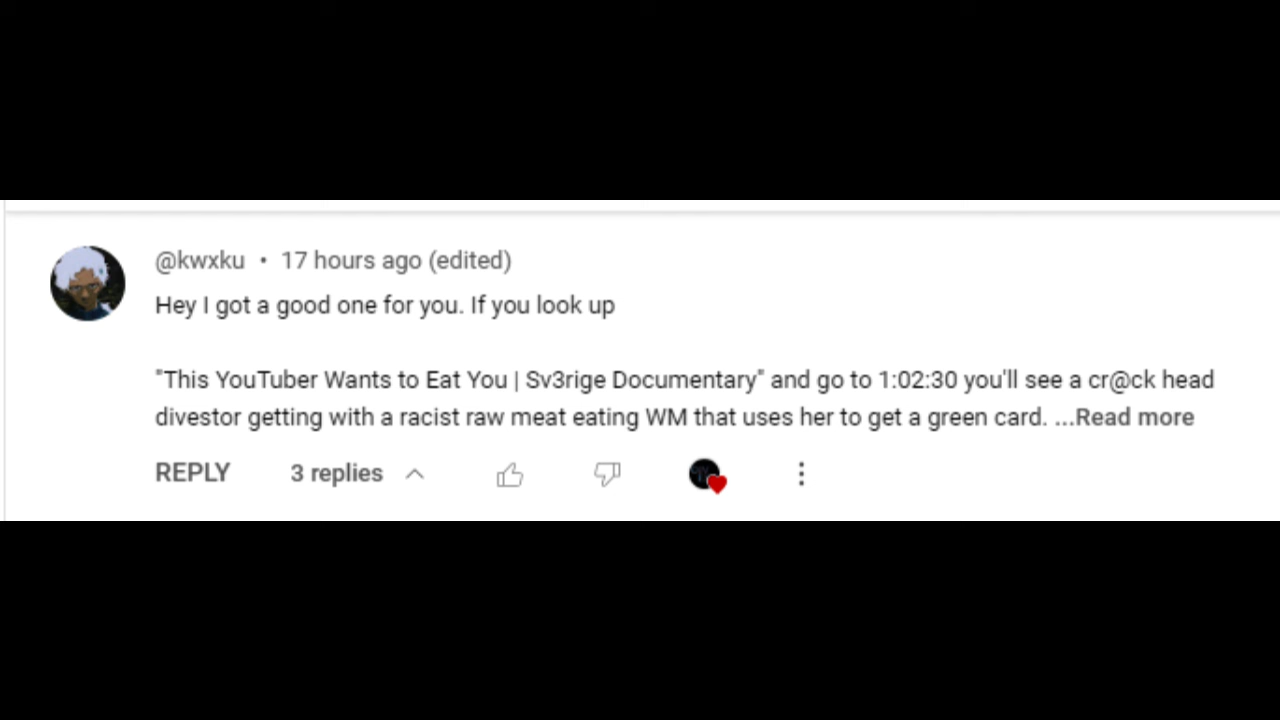 @kwxku • 17 hours ago (edited)
Hey I got a good one for you. If you look up
"This YouTuber Wants to Eat You | Sv3rige Documentary" and go to 1:02:30 you'll see a cr@ck head
divestor getting with a racist raw meat eating WM that uses her to get a green card. ...Read more
REPLY 3 replies